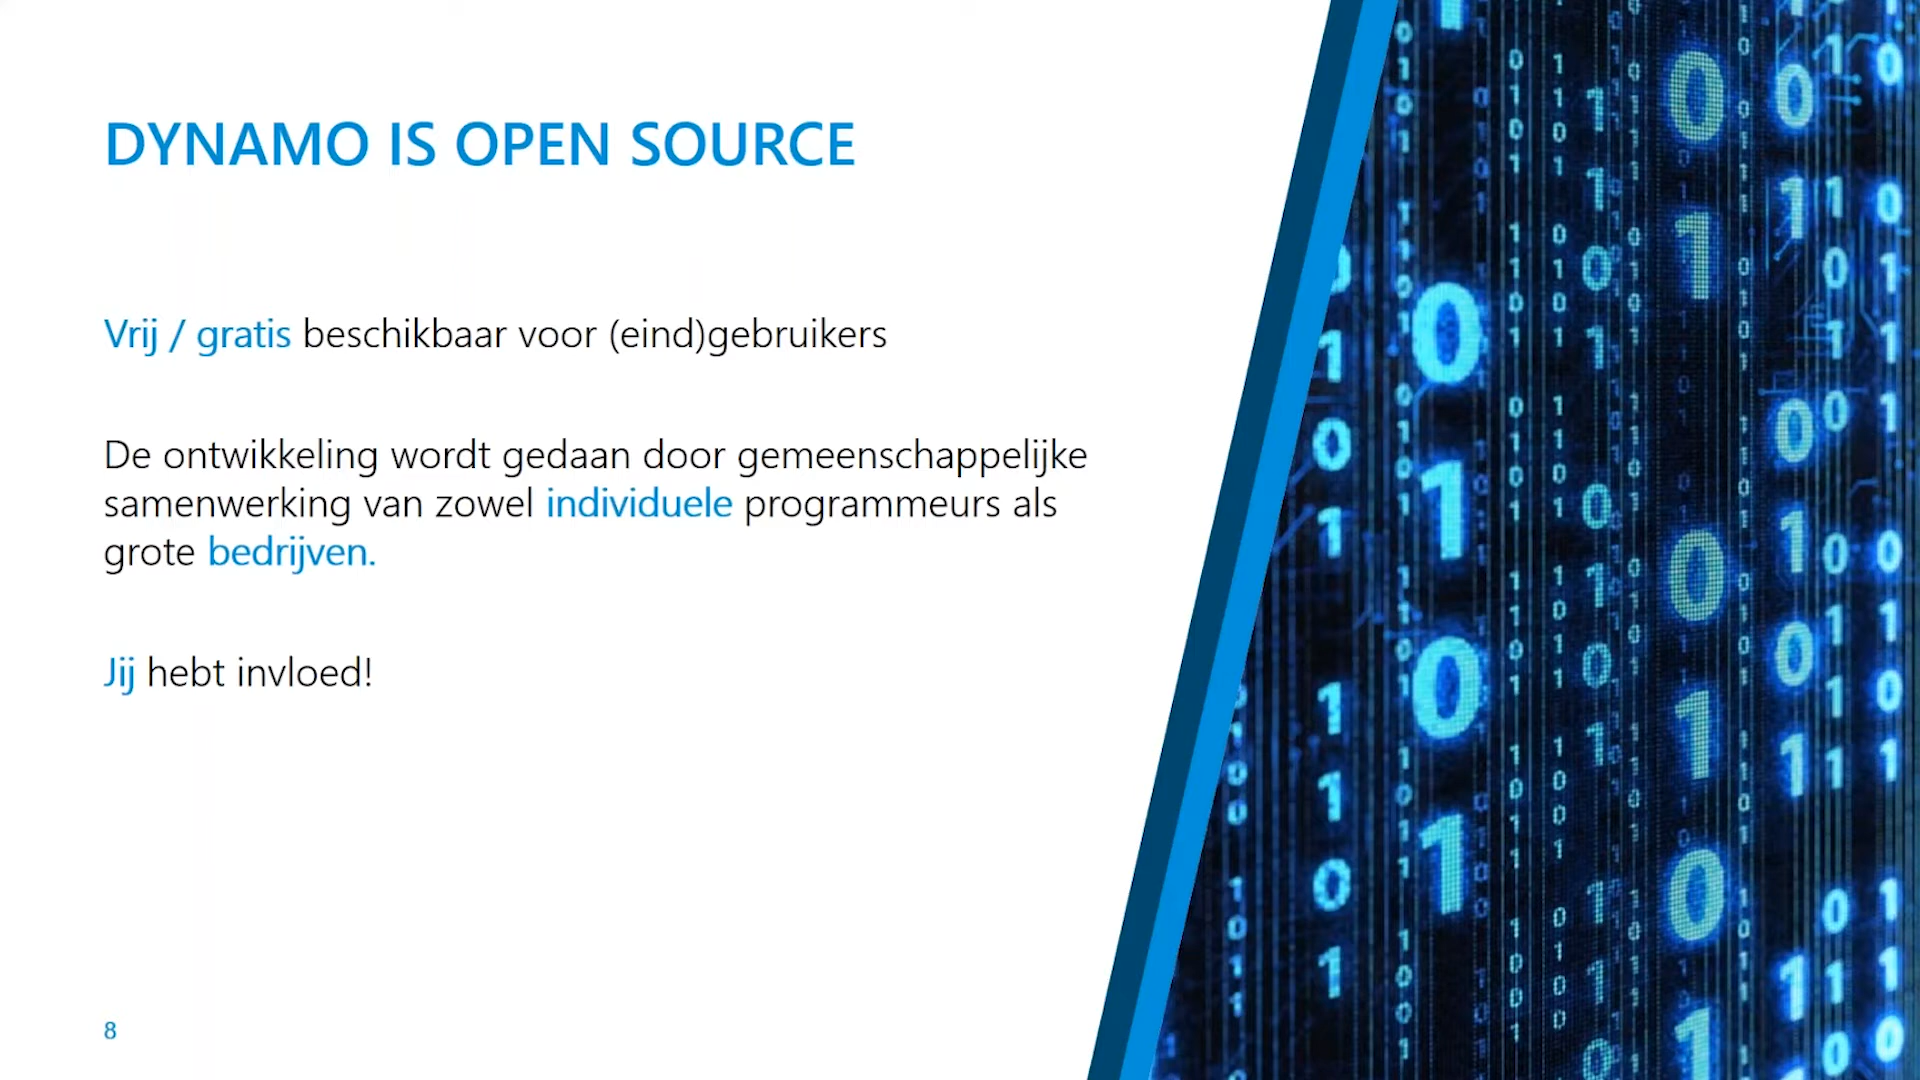 DYNAMO IS OPEN SOURCE
Vrij / gratis beschikbaar voor (eind)gebruikers
De ontwikkeling wordt gedaan door gemeenschappelijke
samenwerking van zowel individuele programmeurs als
grote bedrijven.
Jij hebt invloed!
8